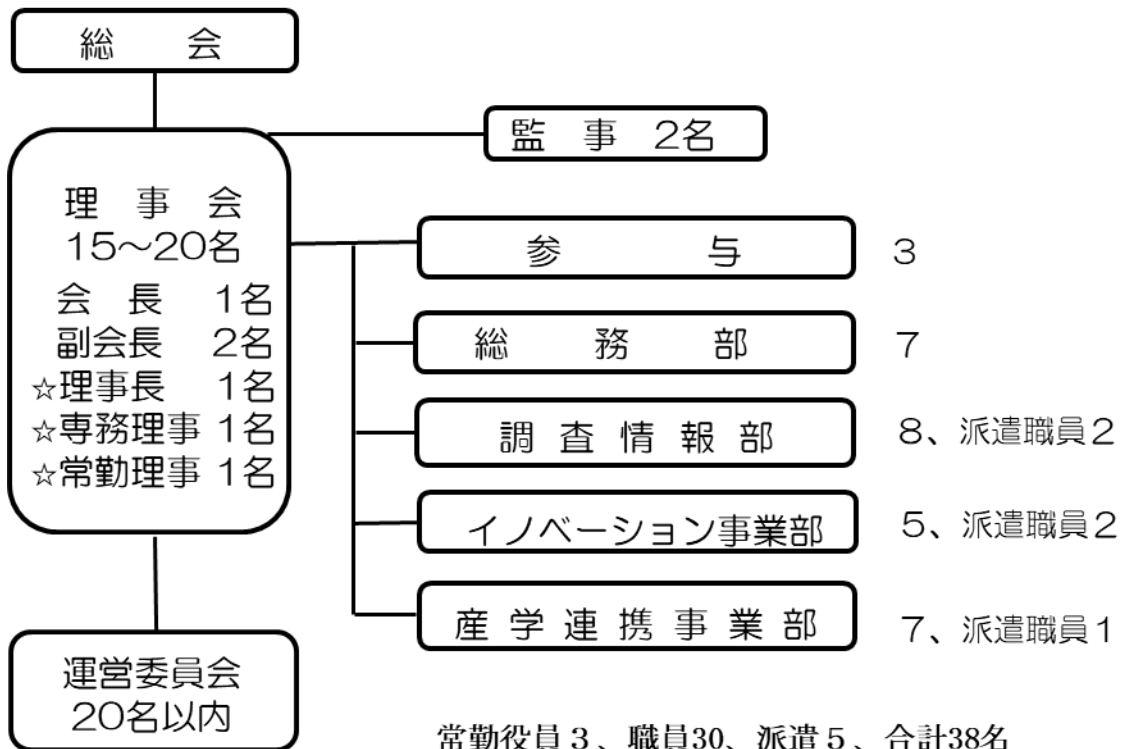 総　会
監　事　２名
理　事　会
１５～２０名
会　長　１名
副会長　２名
☆理事長　１名
☆専務理事 １名
☆常勤理事 １名
参　与　３
総　務　部　７
調 査 情 報 部　８、派遣職員２
イノベーション事業部　５、派遣職員２
産 学 連 携 事 業 部　７、派遣職員１
運営委員会
２０名以内
常勤役員３、職員30、派遣５、合計38名